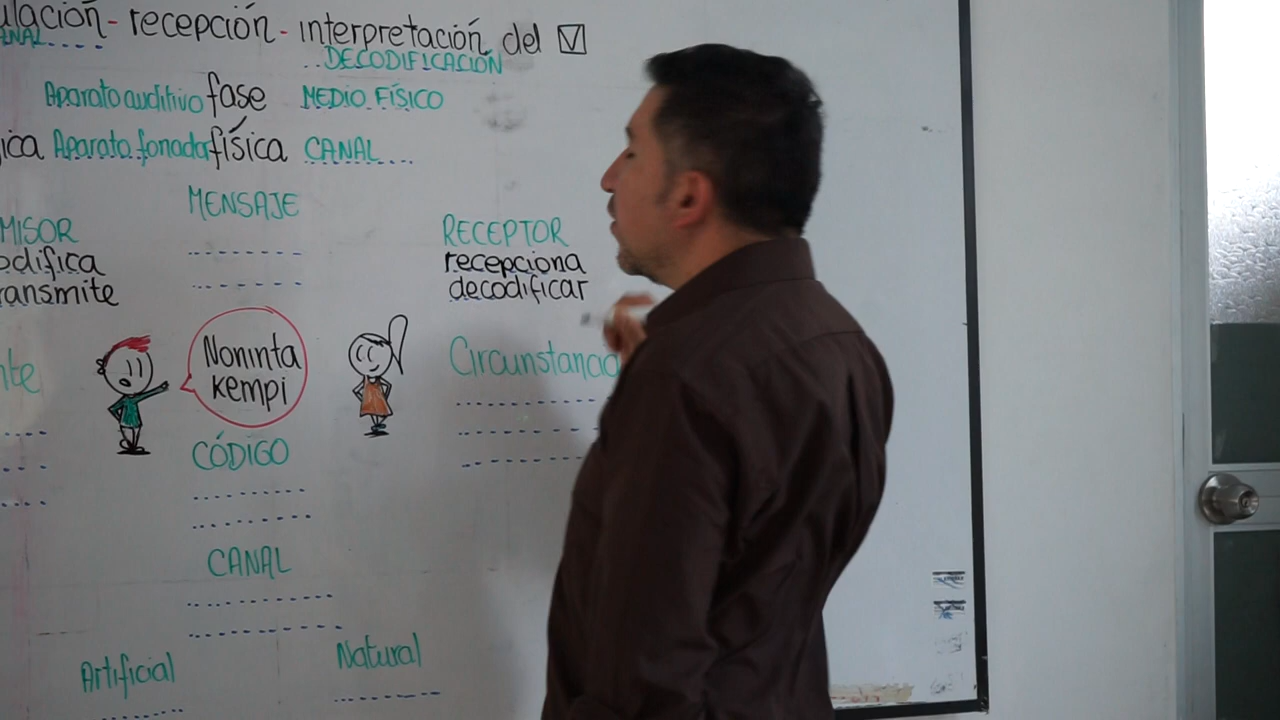 ulación - recepción - interpretación del
DECODIFICACIÓN
Aparato auditivo fase MEDIO FÍSICO
ica Aparato fonador física CANAL
MENSAJE
MISOR
RECEPTOR
odifica
recepciona
ransmite
decodificar
Noninta
kempi
nte
Circunstancia
CÓDIGO
CANAL
Artificial
Natural